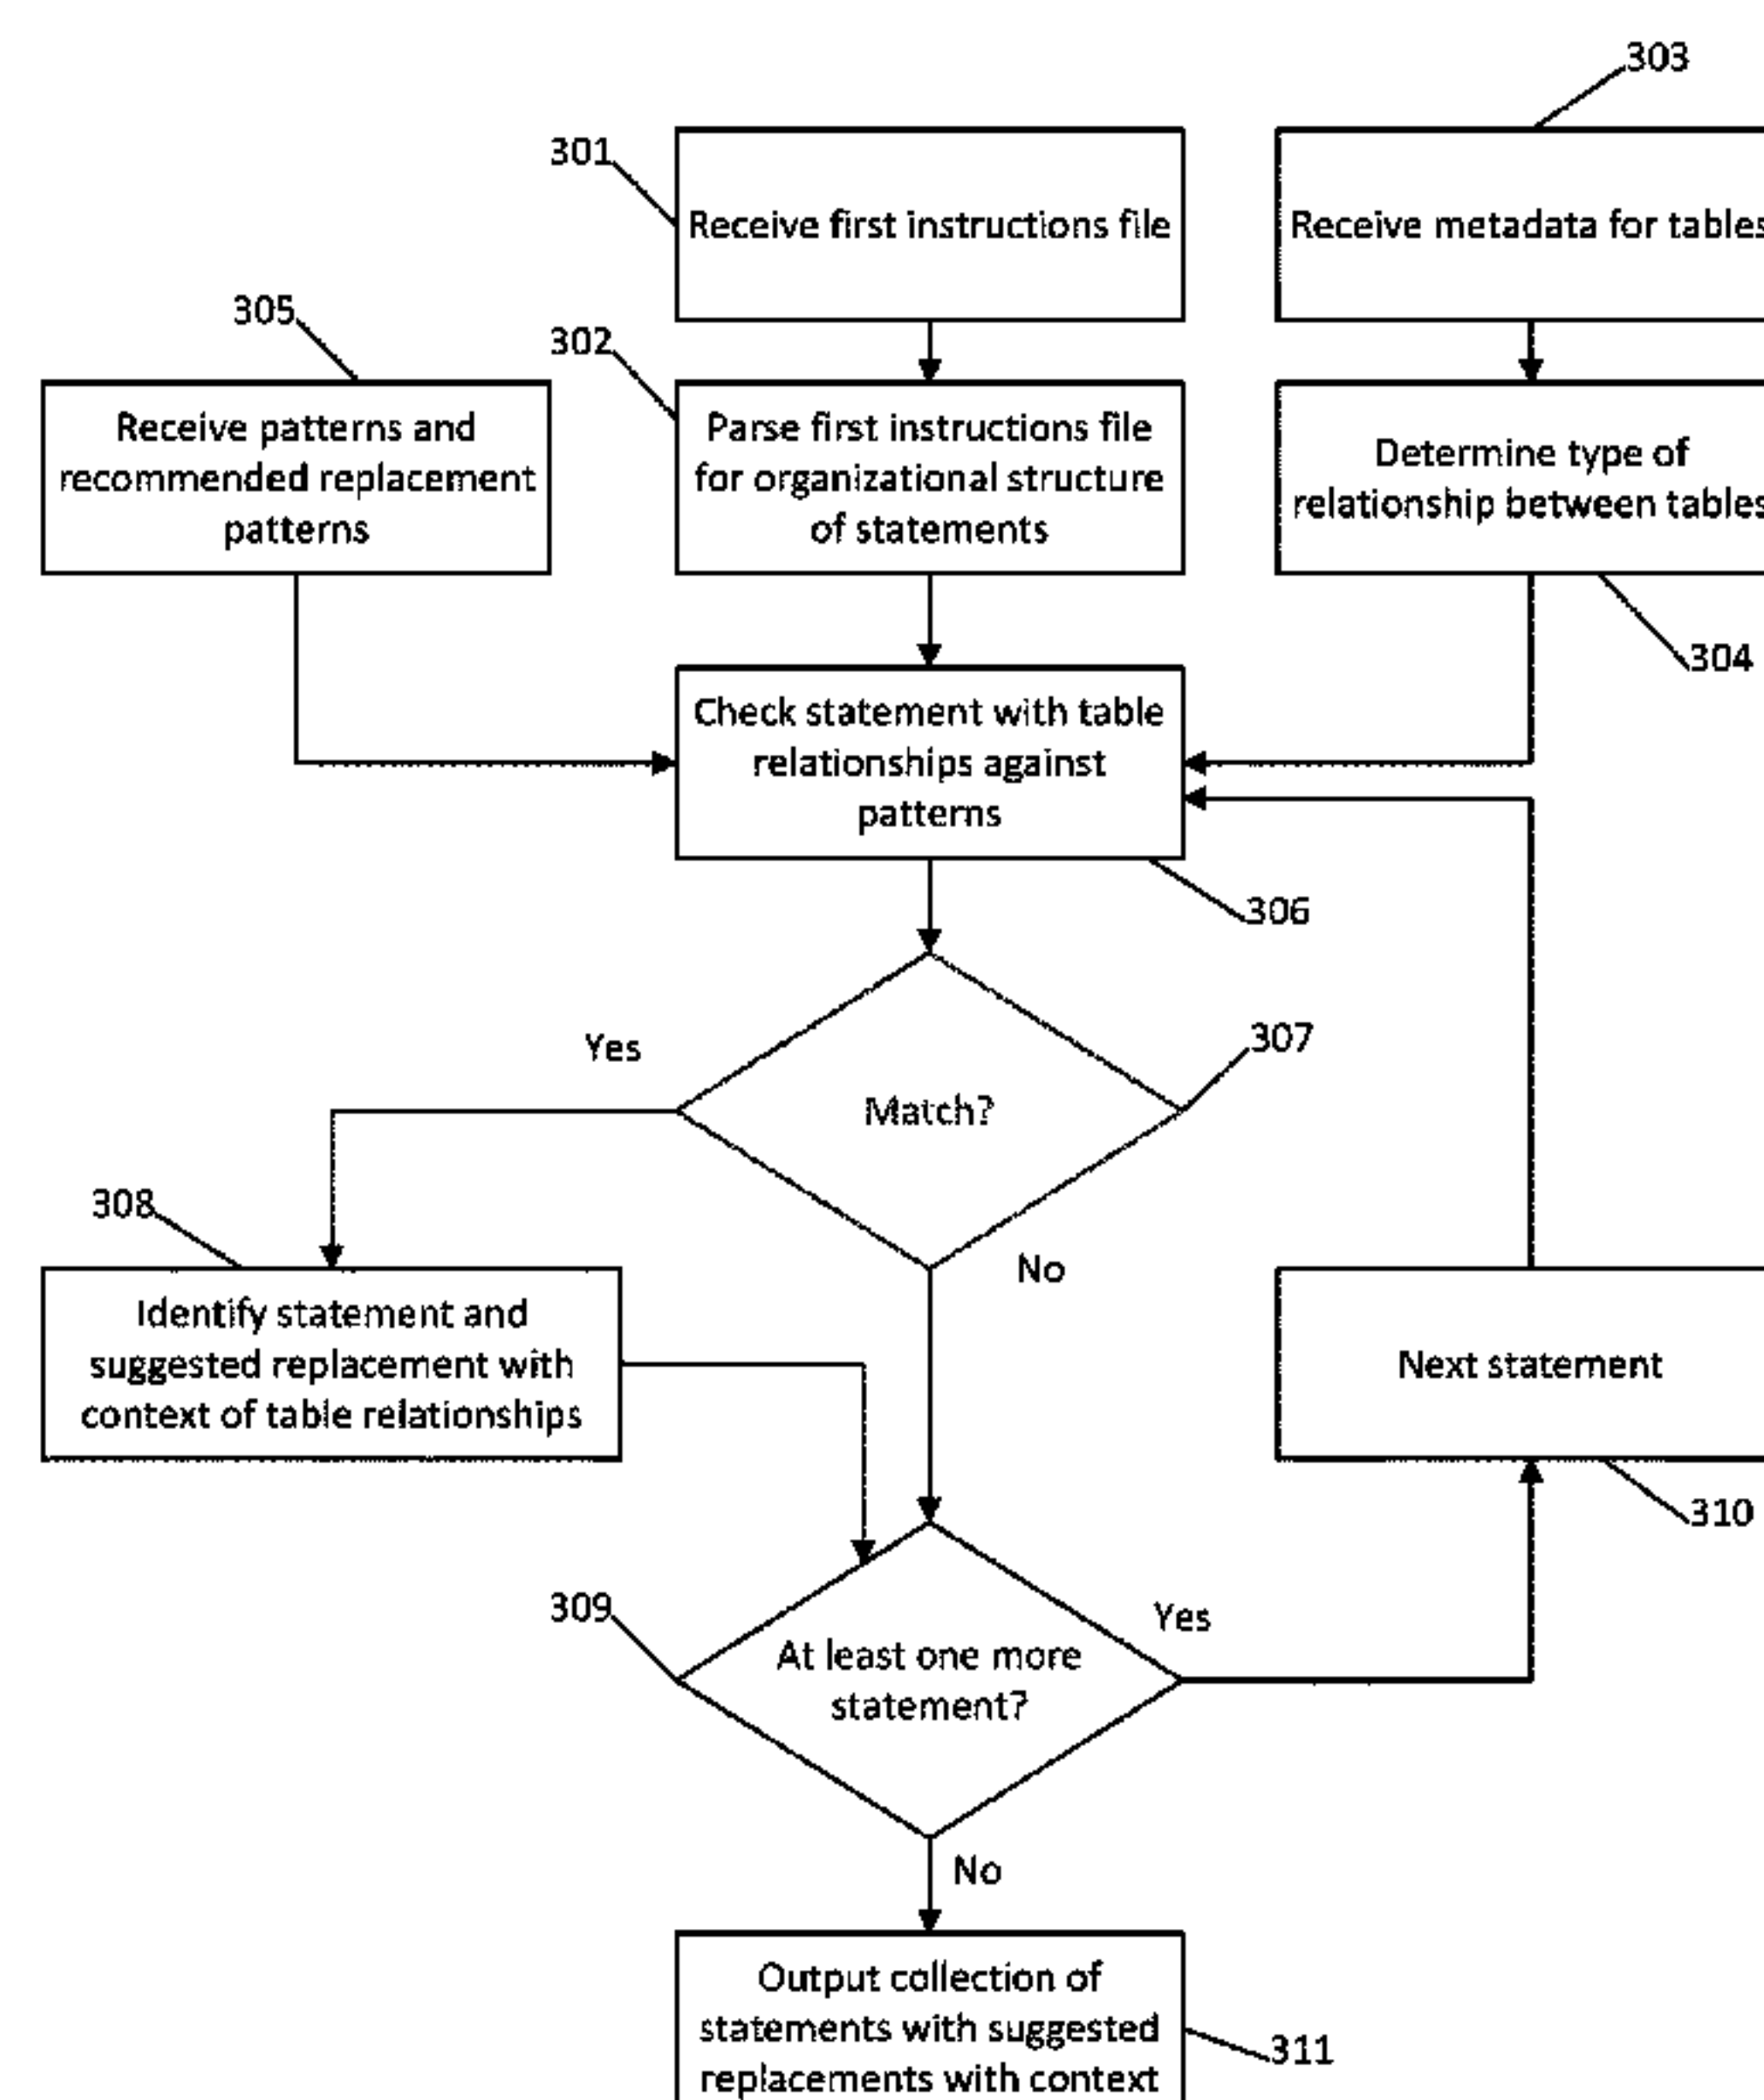 303
301
Receive first instructions file
Receive metadata for tables
305
302
Receive patterns and
recommended replacement
patterns
Parse first instructions file
for organizational structure
of statements
Determine type of
relationship between tables
304
Check statement with table
relationships against
patterns
306
Yes
307
Match?
308
No
Identify statement and
suggested replacement with
context of table relationships
Next statement
310
309
Yes
At least one more
statement?
No
Output collection of
statements with suggested
replacements with context
311